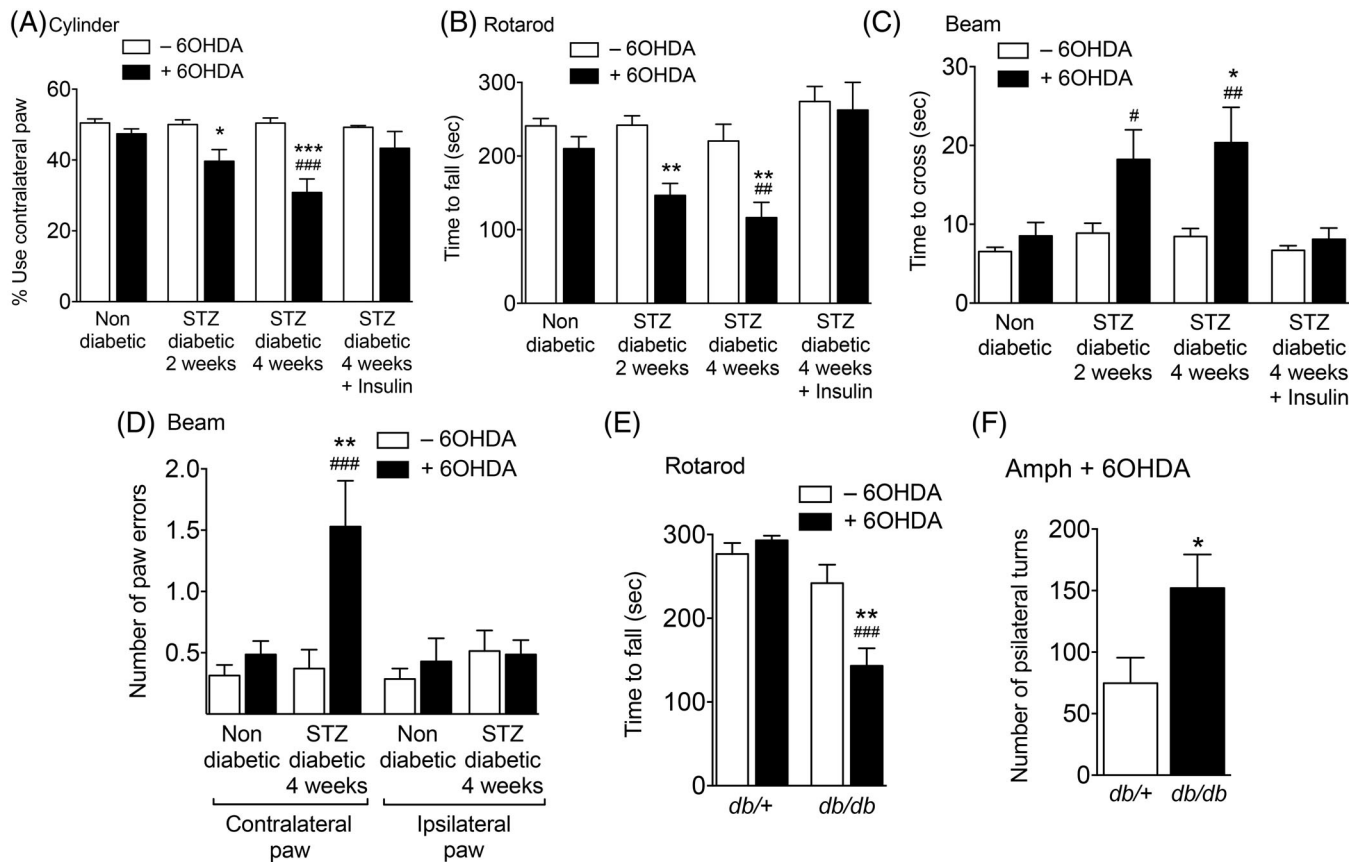 (A) Cylinder
– 6OHDA
+ 6OHDA
% Use contralateral paw
60
40
20
0
*
***
###
Non
diabetic
STZ
diabetic
2 weeks
STZ
diabetic
4 weeks
STZ
diabetic
4 weeks
+ Insulin
(B) Rotarod
– 6OHDA
+ 6OHDA
Time to fall (sec)
300
200
100
0
**
**
##
Non
diabetic
STZ
diabetic
2 weeks
STZ
diabetic
4 weeks
STZ
diabetic
4 weeks
+ Insulin
(C) Beam
– 6OHDA
+ 6OHDA
Time to cross (sec)
30
20
10
0
#
*
##
Non
diabetic
STZ
diabetic
2 weeks
STZ
diabetic
4 weeks
STZ
diabetic
4 weeks
+ Insulin
(D) Beam
– 6OHDA
+ 6OHDA
Number of paw errors
2.0
1.5
1.0
0.5
**
###
Non
diabetic
STZ
diabetic
4 weeks
Non
diabetic
STZ
diabetic
4 weeks
Contralateral
paw
Ipsilateral
paw
(E)
Rotarod
– 6OHDA
+ 6OHDA
Time to fall (sec)
300
200
100
0
**
###
db/+
db/db
(F)
Amph + 6OHDA
Number of psilateral turns
200
150
100
50
0
*
db/+
db/db